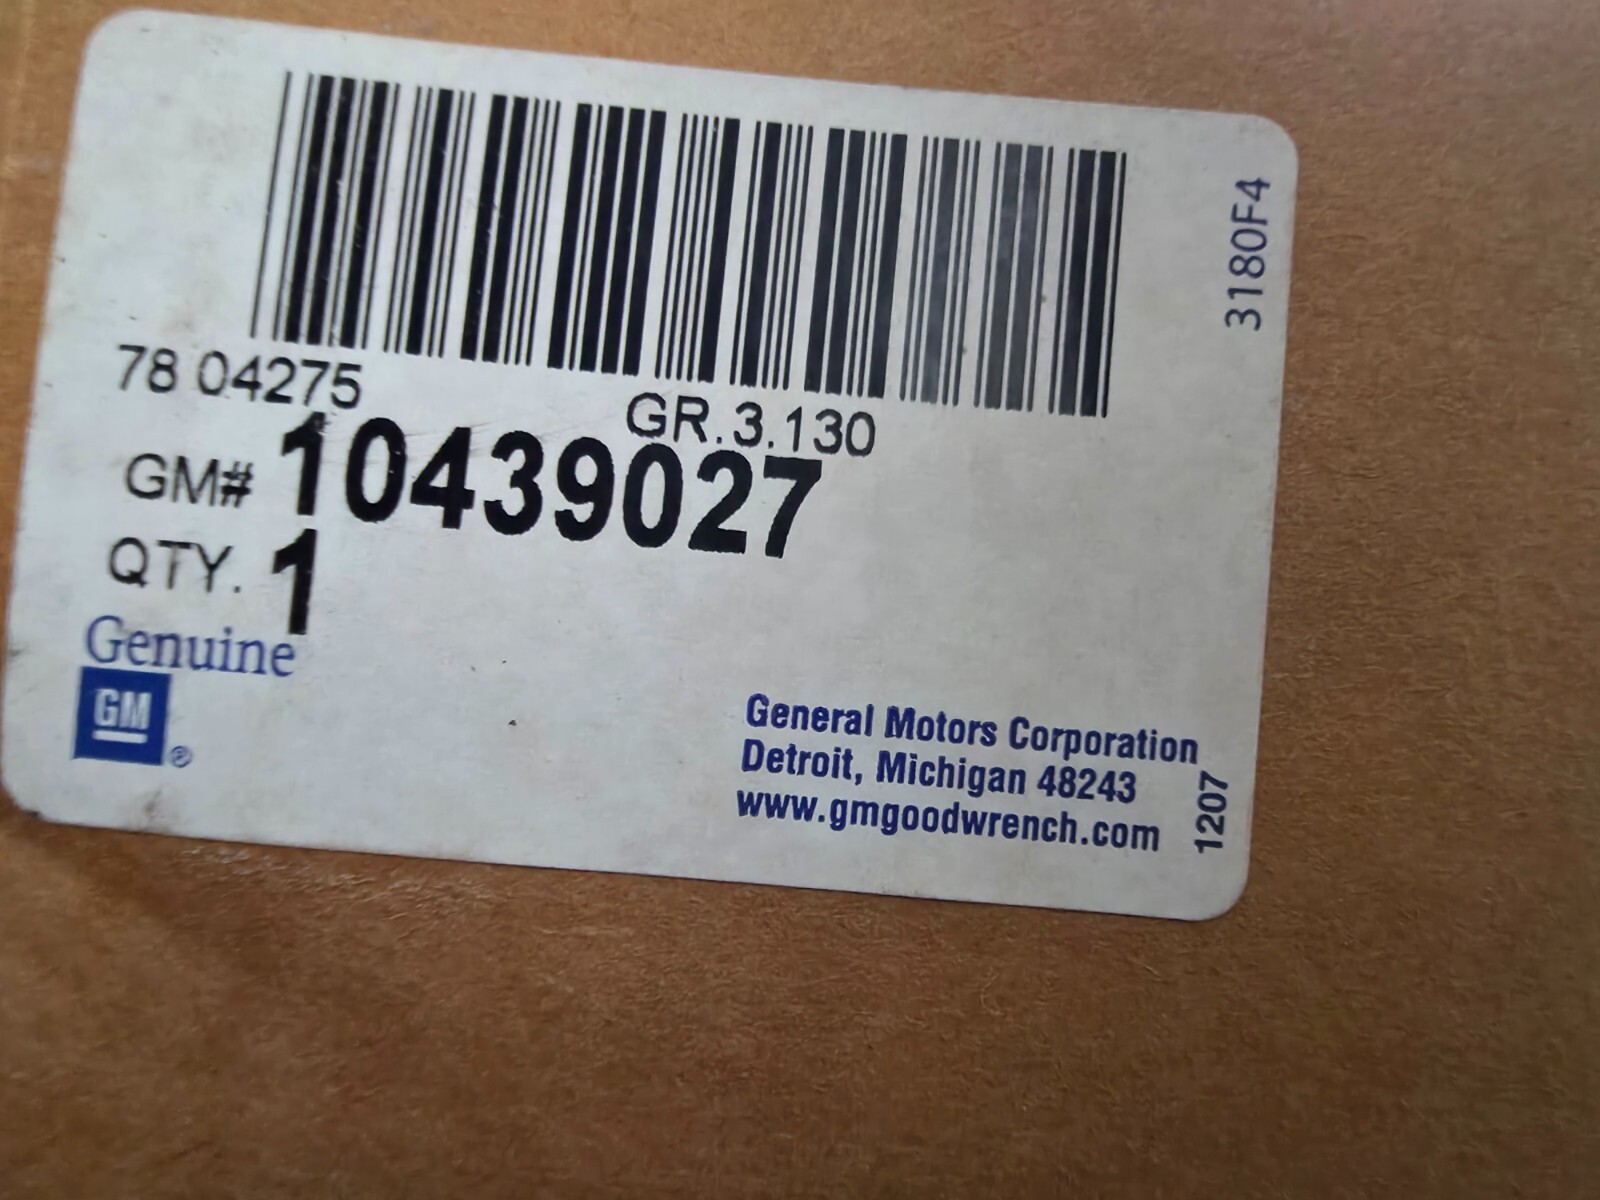 78 04275
GR.3.130
GM# 10439027
QTY. 1
Genuine
GM
®
General Motors Corporation
Detroit, Michigan 48243
www.gmgoodwrench.com
3180F4
1207